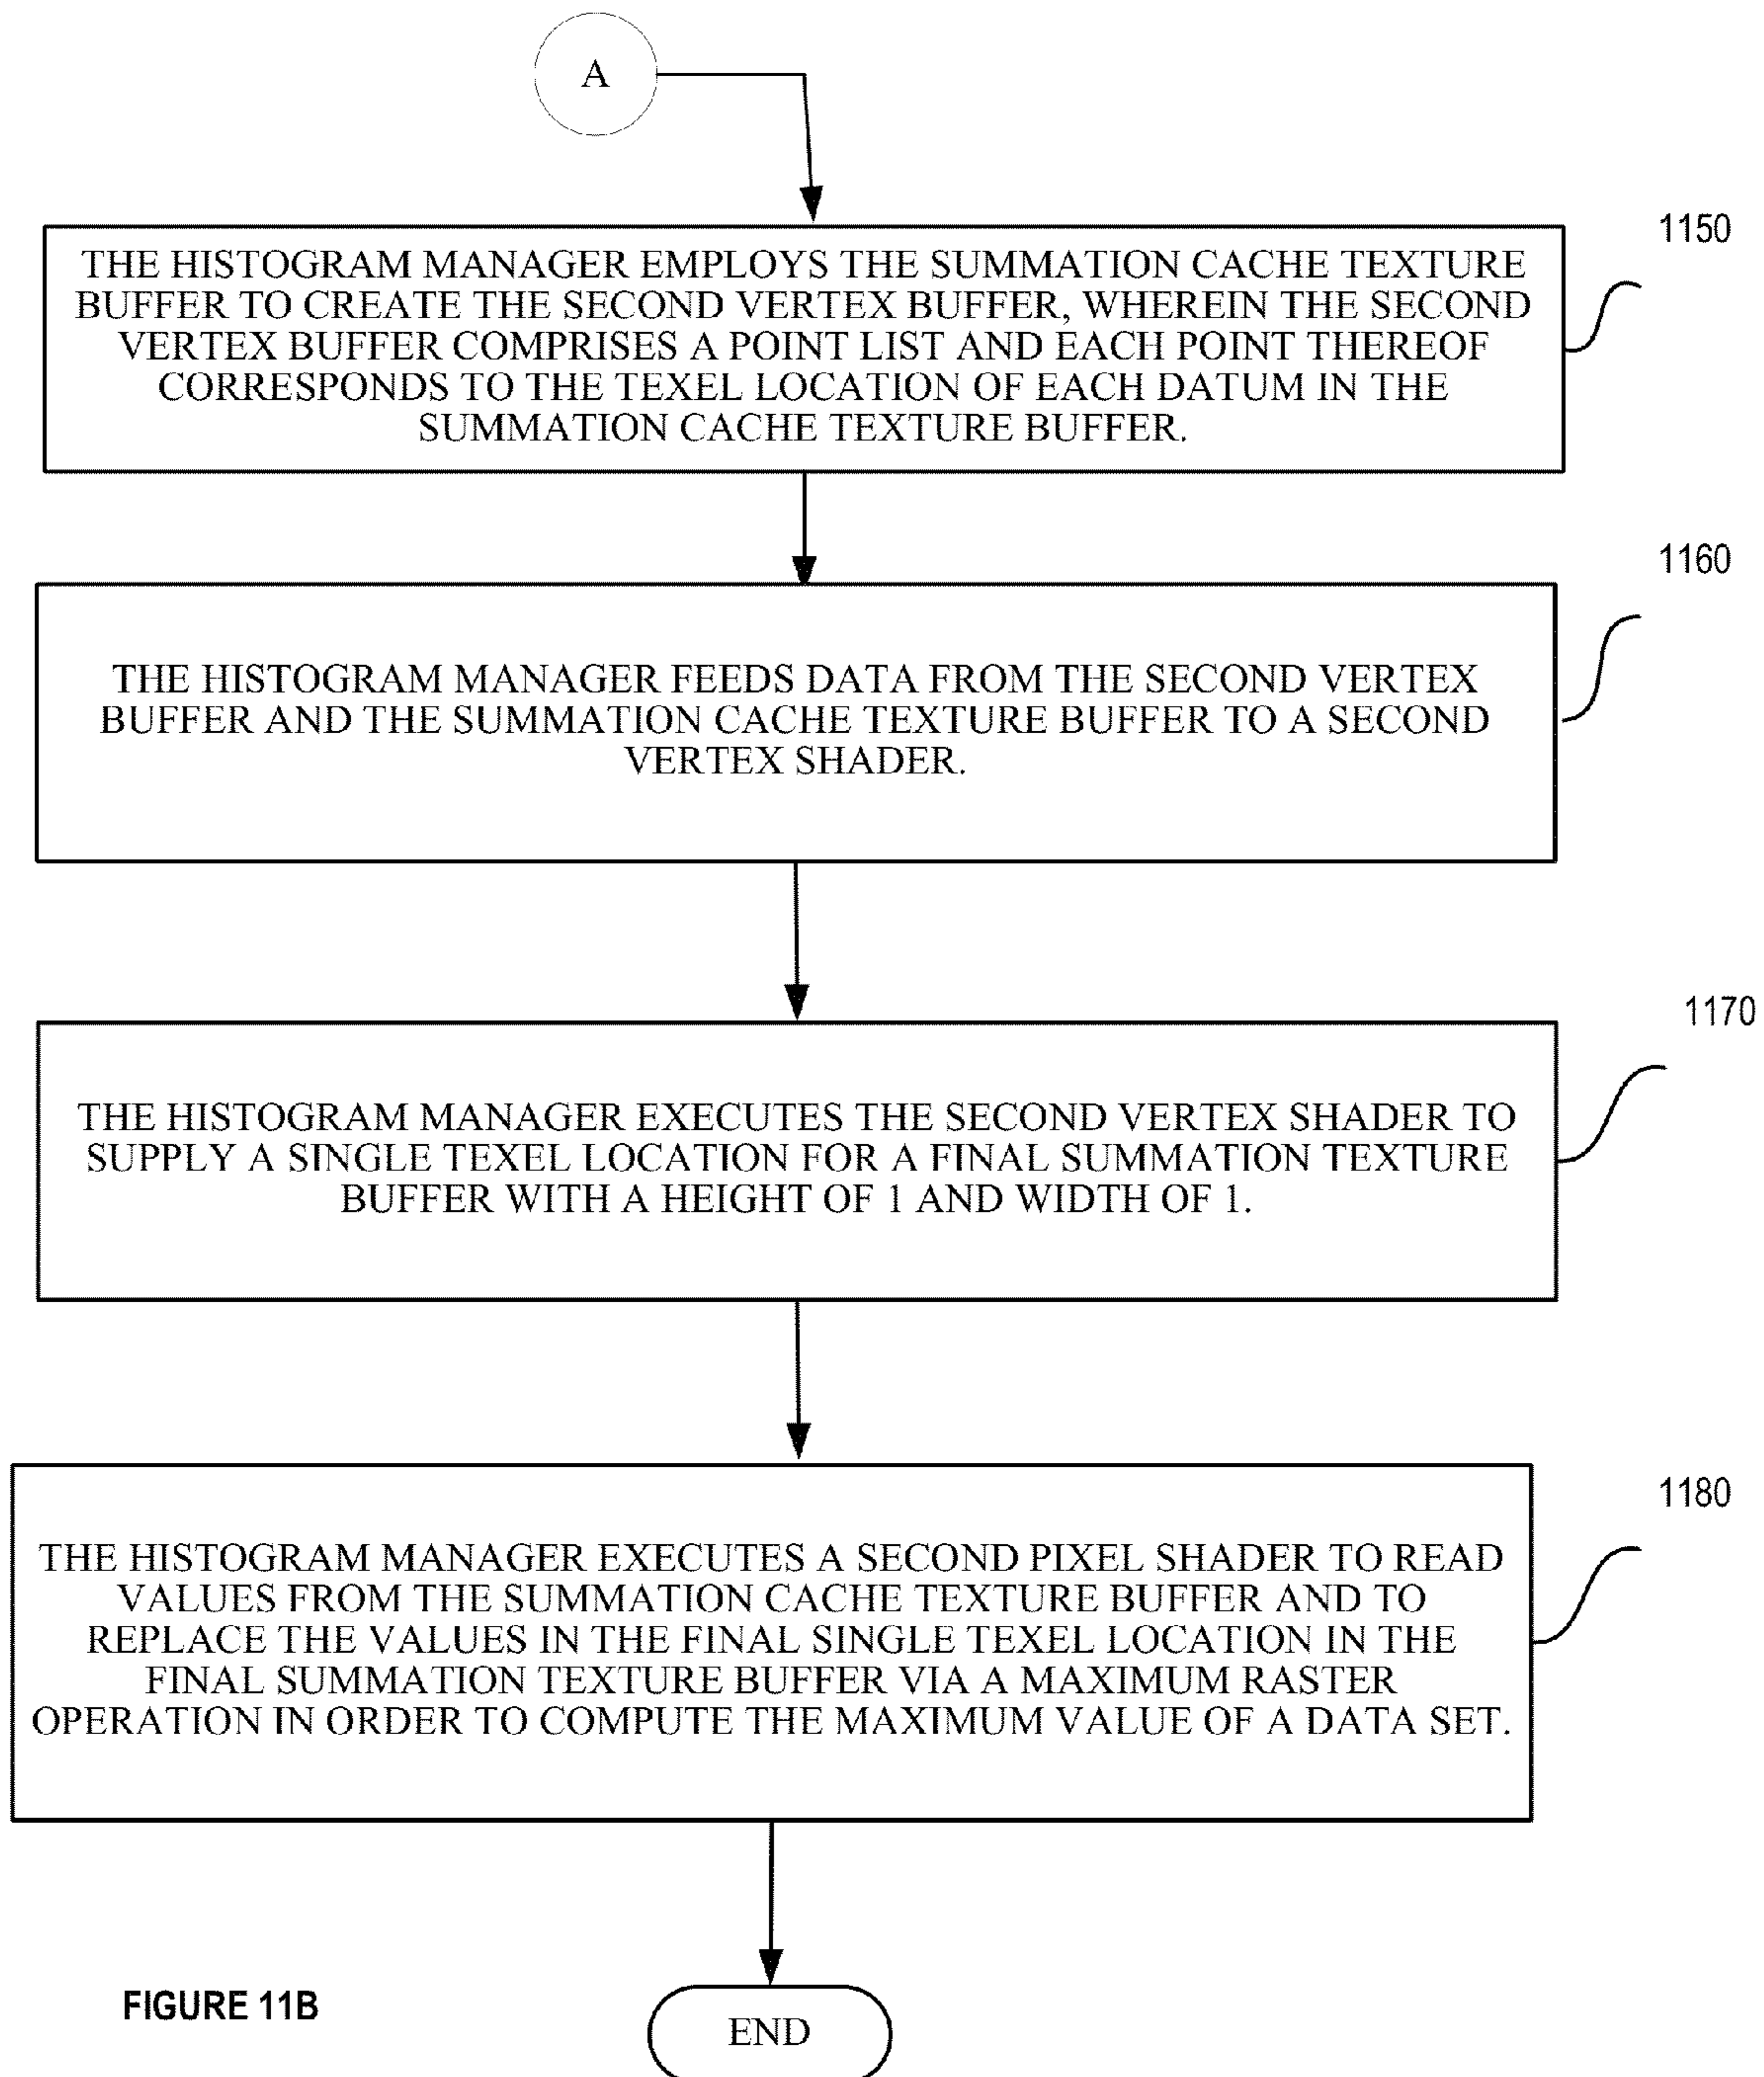 A
1150
THE HISTOGRAM MANAGER EMPLOYS THE SUMMATION CACHE TEXTURE
BUFFER TO CREATE THE SECOND VERTEX BUFFER, WHEREIN THE SECOND
VERTEX BUFFER COMPRISES A POINT LIST AND EACH POINT THEREOF
CORRESPONDS TO THE TEXEL LOCATION OF EACH DATUM IN THE
SUMMATION CACHE TEXTURE BUFFER.
1160
THE HISTOGRAM MANAGER FEEDS DATA FROM THE SECOND VERTEX
BUFFER AND THE SUMMATION CACHE TEXTURE BUFFER TO A SECOND
VERTEX SHADER.
1170
THE HISTOGRAM MANAGER EXECUTES THE SECOND VERTEX SHADER TO
SUPPLY A SINGLE TEXEL LOCATION FOR A FINAL SUMMATION TEXTURE
BUFFER WITH A HEIGHT OF 1 AND WIDTH OF 1.
1180
THE HISTOGRAM MANAGER EXECUTES A SECOND PIXEL SHADER TO READ
VALUES FROM THE SUMMATION CACHE TEXTURE BUFFER AND TO
REPLACE THE VALUES IN THE FINAL SINGLE TEXEL LOCATION IN THE
FINAL SUMMATION TEXTURE BUFFER VIA A MAXIMUM RASTER
OPERATION IN ORDER TO COMPUTE THE MAXIMUM VALUE OF A DATA SET.
FIGURE 11B
END